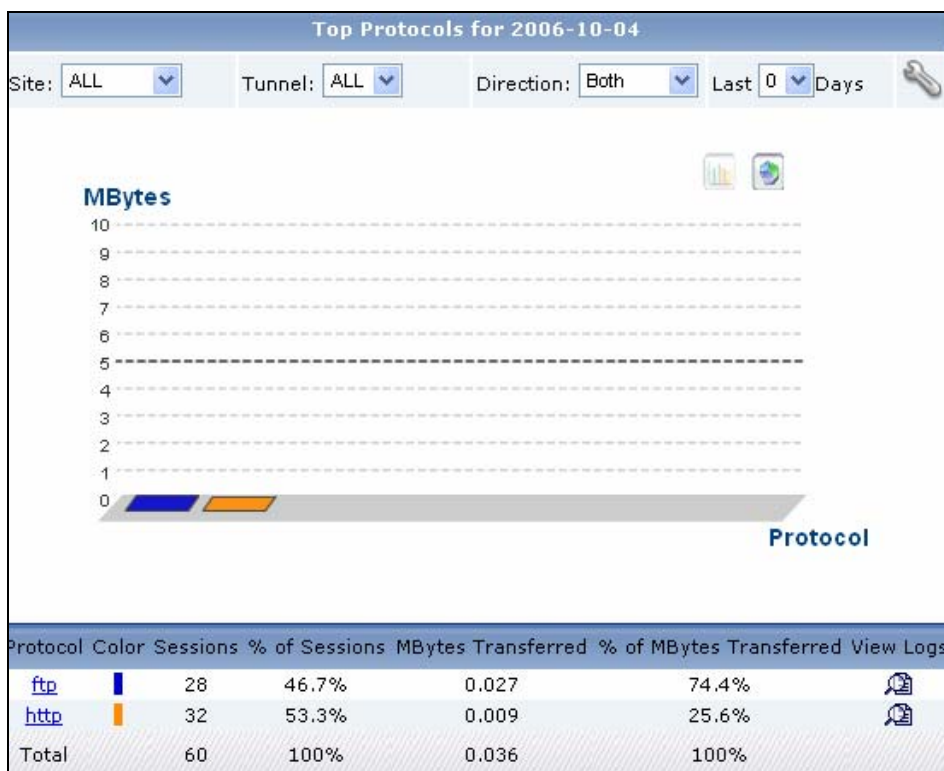 Top Protocols for 2006-10-04
Site: ALL Tunnel: ALL Direction: Both Last 0 Days
MBytes
10
9
8
7
6
5
4
3
2
1
0
Protocol
Protocol Color Sessions % of Sessions MBytes Transferred % of MBytes Transferred View Logs
ftp 28 46.7% 0.027 74.4%
http 32 53.3% 0.009 25.6%
Total 60 100% 0.036 100%